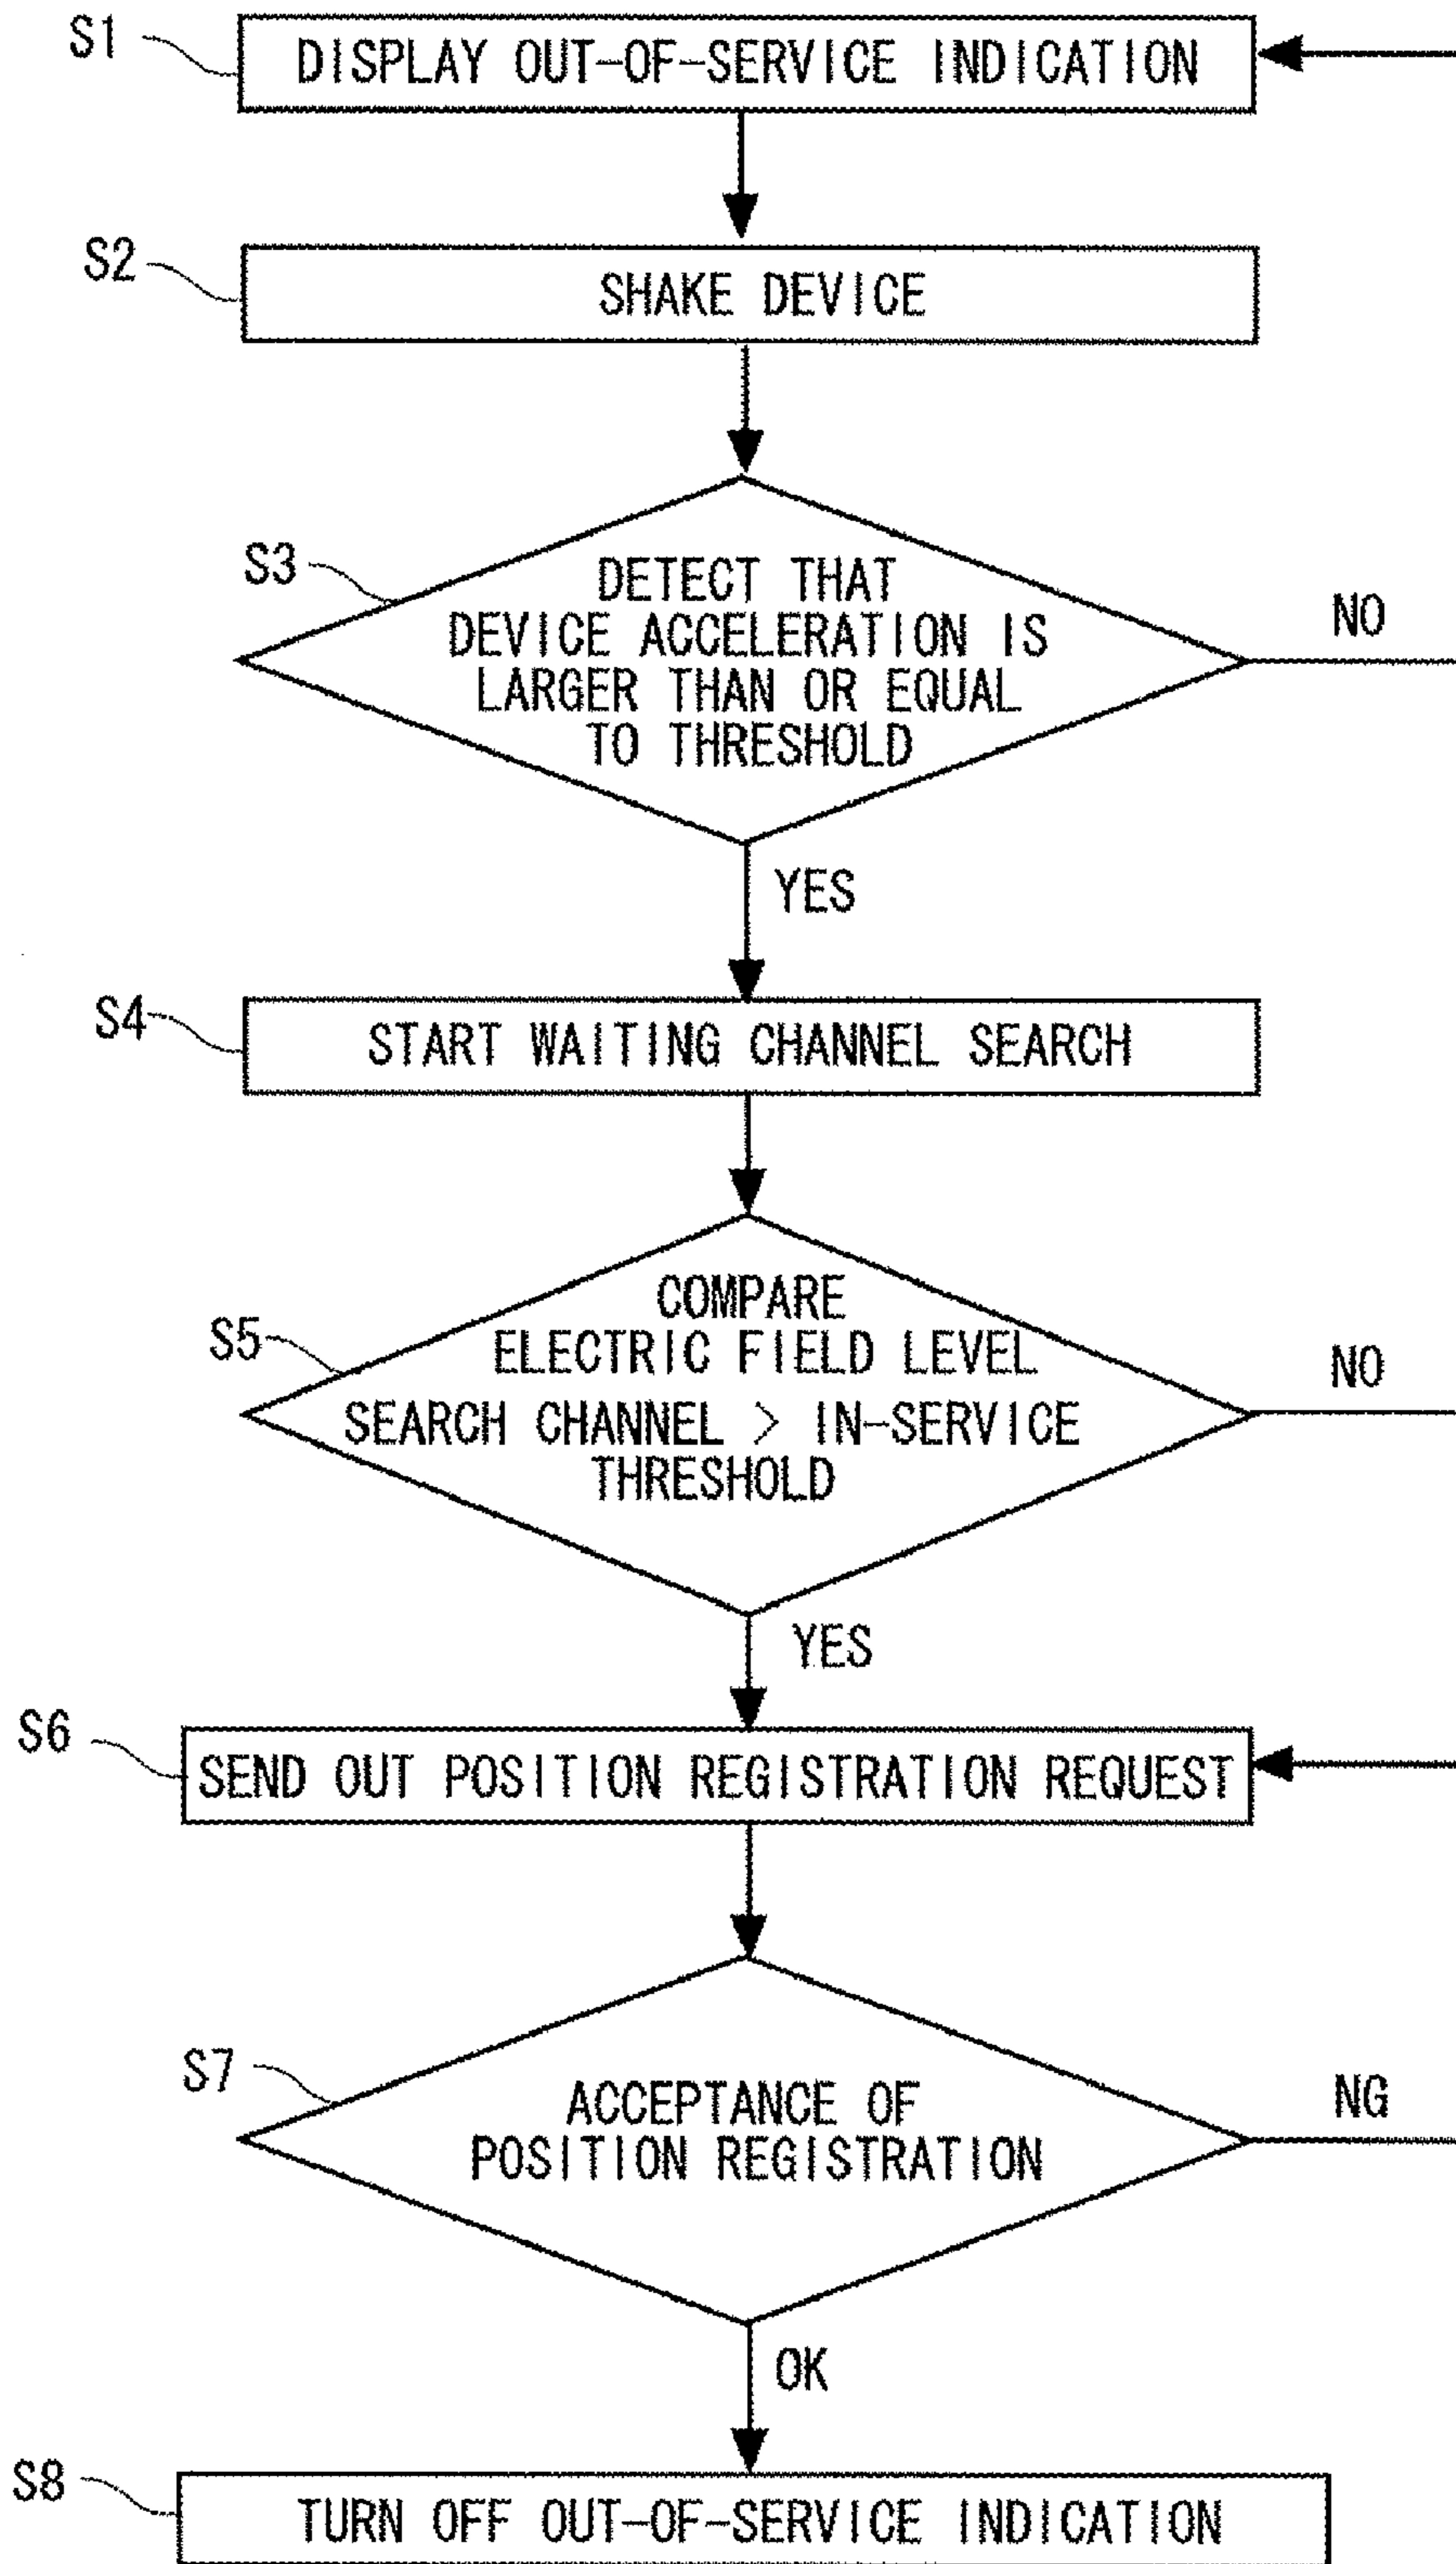 S1
DISPLAY OUT-OF-SERVICE INDICATION
S2
SHAKE DEVICE
S3
DETECT THAT
DEVICE ACCELERATION IS
LARGER THAN OR EQUAL
TO THRESHOLD
NO
YES
S4
START WAITING CHANNEL SEARCH
S5
COMPARE
ELECTRIC FIELD LEVEL
SEARCH CHANNEL > IN-SERVICE
THRESHOLD
NO
YES
S6
SEND OUT POSITION REGISTRATION REQUEST
S7
ACCEPTANCE OF
POSITION REGISTRATION
NG
OK
S8
TURN OFF OUT-OF-SERVICE INDICATION